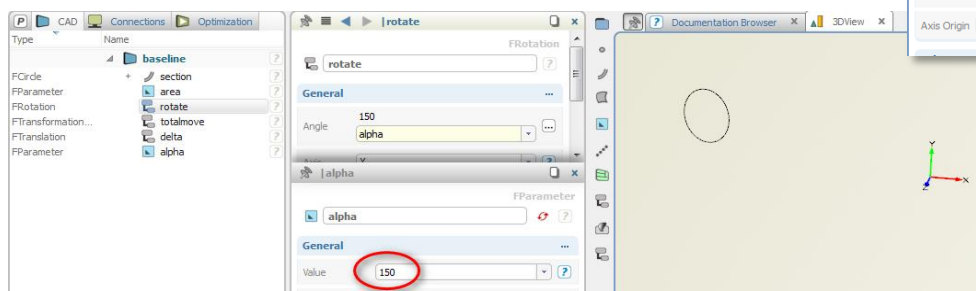 P CAD Connections Optimization
Type Name
baseline ?
FCircle + section ?
FParameter area ?
FRotation rotate ?
FTransformation... totalmove ?
FTranslation delta ?
FParameter alpha ?
|rotate
FRotation
rotate ?
General ...
150
Angle alpha ...
|alpha
FParameter
alpha ?
General ...
Value 150 ?
? Documentation Browser x 3DView x
Axis Origin
Y
X
Z